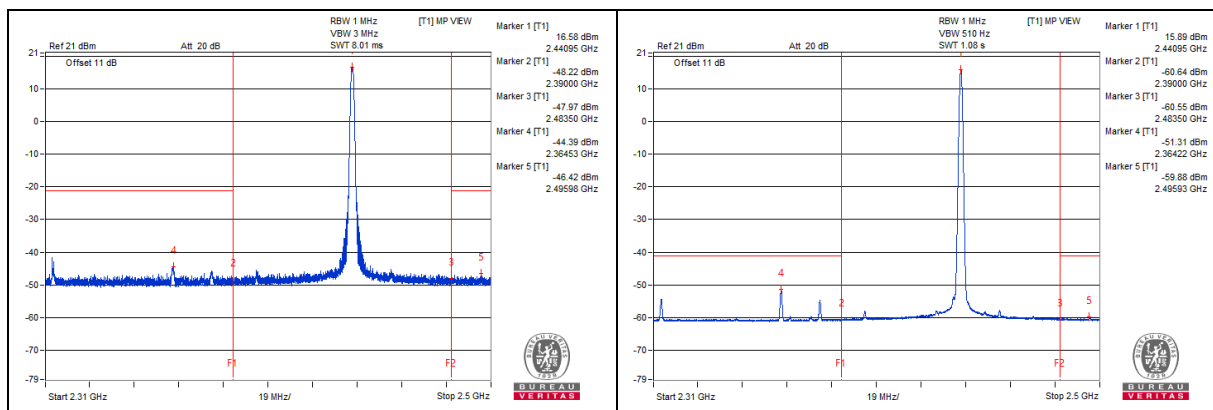 RBW 1 MHz [T1] MP VIEW
VBW 3 MHz
Ref 21 dBm Att 20 dB SWT 8.01 ms
21
Offset 11 dB
10
0
-10
-20
-30
-40
-50
-60
-70
-79
1
2
3
4
5
F1
F2
Start 2.31 GHz 19 MHz/ Stop 2.5 GHz
Marker 1 [T1]
16.58 dBm
2.44095 GHz
Marker 2 [T1]
-48.22 dBm
2.39000 GHz
Marker 3 [T1]
-47.97 dBm
2.48350 GHz
Marker 4 [T1]
-44.39 dBm
2.36453 GHz
Marker 5 [T1]
-46.42 dBm
2.49598 GHz
BUREAU VERITAS
1828
BUREAU
VERITAS
RBW 1 MHz [T1] MP VIEW
VBW 510 Hz
Ref 21 dBm Att 20 dB SWT 1.08 s
21
Offset 11 dB
10
0
-10
-20
-30
-40
-50
-60
-70
-79
1
2
3
4
5
F1
F2
Start 2.31 GHz 19 MHz/ Stop 2.5 GHz
Marker 1 [T1]
15.89 dBm
2.44095 GHz
Marker 2 [T1]
-60.64 dBm
2.39000 GHz
Marker 3 [T1]
-60.55 dBm
2.48350 GHz
Marker 4 [T1]
-51.31 dBm
2.36422 GHz
Marker 5 [T1]
-59.88 dBm
2.49593 GHz
BUREAU VERITAS
1828
BUREAU
VERITAS